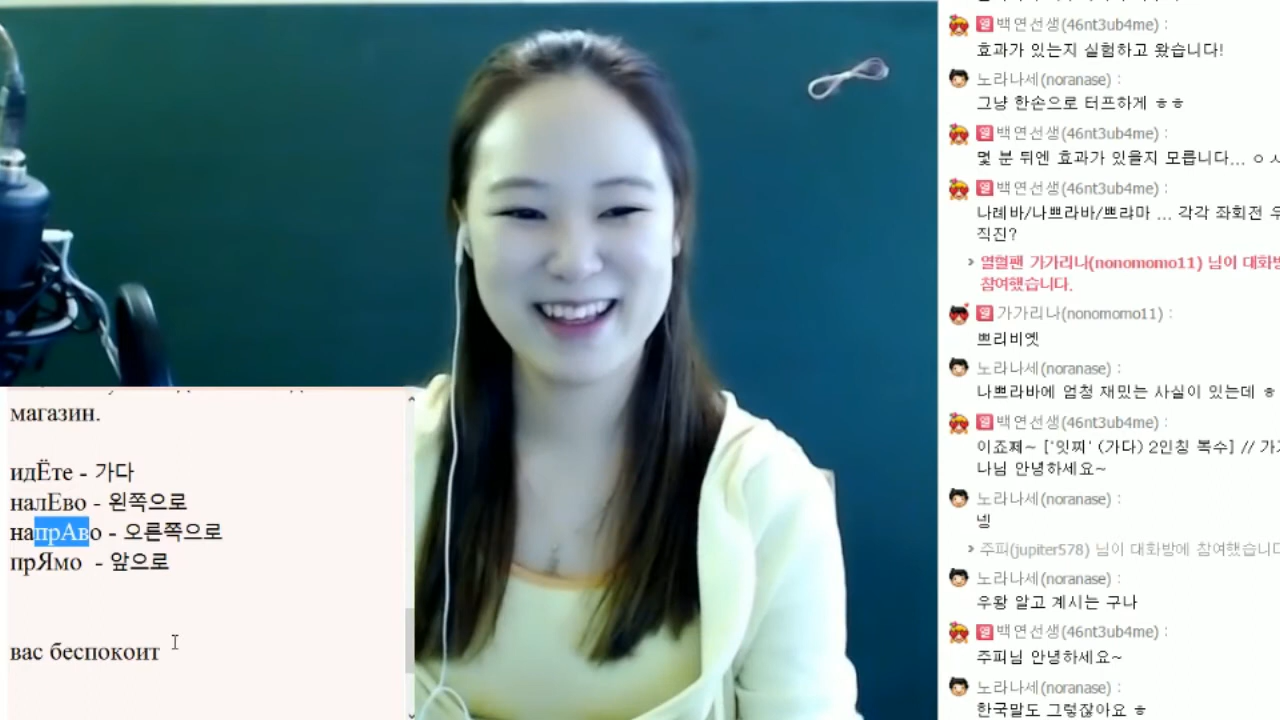 магазин.
идЁте - 가다
налЕво - 왼쪽으로
напрАво - 오른쪽으로
прЯмо - 앞으로
вас беспокоит
열 백연선생(46nt3ub4me) :
효과가 있는지 실험하고 왔습니다!
노라나세(noranase) :
그냥 한손으로 터프하게 ㅎㅎ
열 백연선생(46nt3ub4me) :
몇 분 뒤엔 효과가 있을지 모릅니다... ㅇ
열 백연선생(46nt3ub4me) :
나례바/나쁘라바/쁘랴마 ... 각각 좌회전
직진?
열혈팬 가가리나(nonomomo11) 님이
참여했습니다.
열 가가리나(nonomomo11) :
쁘리비옛
노라나세(noranase) :
나쁘라바에 엄청 재밌는 사실이 있는데 ㅎ
열 백연선생(46nt3ub4me) :
이죠쩨~ ['잇찌' (가다) 2인칭 복수] //
나님 안녕하세요~
노라나세(noranase) :
넹
주피(jupiter578) 님이 대화방에
노라나세(noranase) :
우왕 알고 계시는 구나
열 백연선생(46nt3ub4me) :
주피님 안녕하세요~
노라나세(noranase) :
한국말도 그렇잖아요 ㅎ